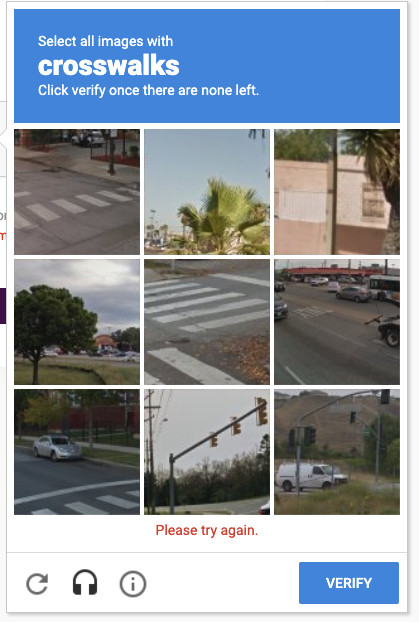 Select all images with
crosswalks
Click verify once there are none left.
Please try again.
VERIFY